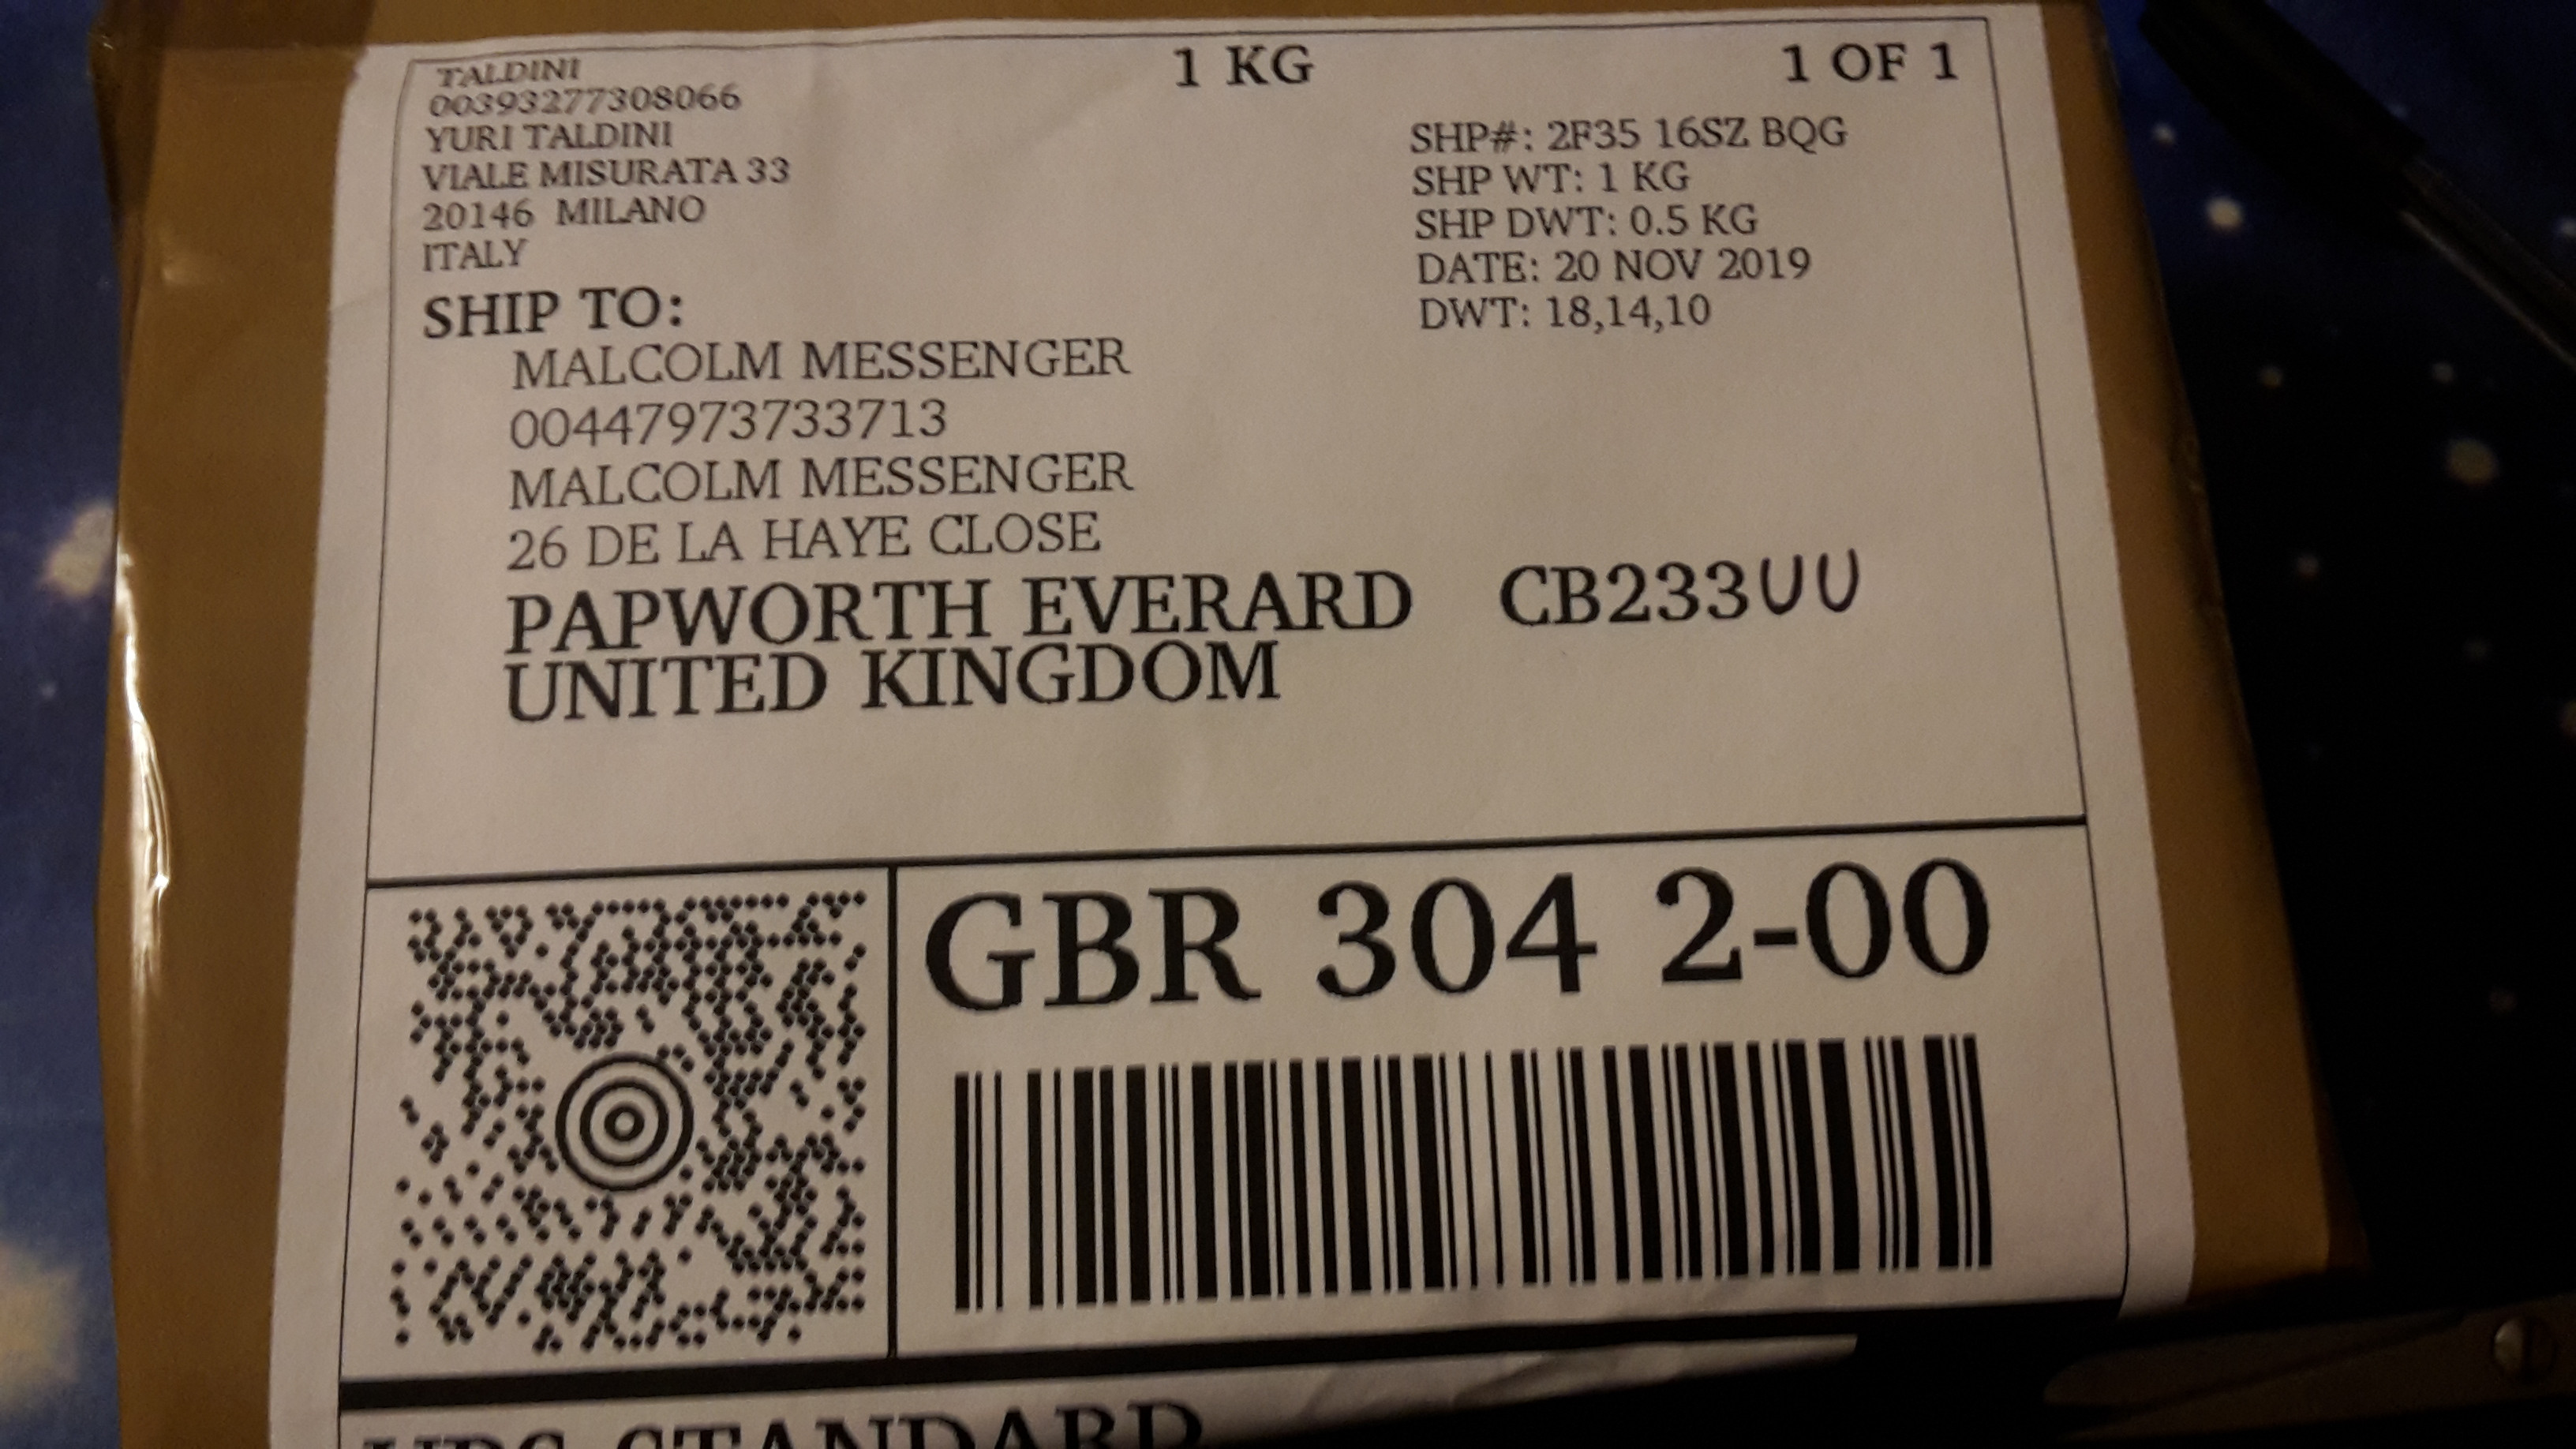 TALDINI
00393277308066
YURI TALDINI
VIALE MISURATA 33
20146 MILANO
ITALY
1 KG
1 OF 1
SHP#: 2F35 16SZ BQG
SHP WT: 1 KG
SHP DWT: 0.5 KG
DATE: 20 NOV 2019
DWT: 18,14,10
SHIP TO:
MALCOLM MESSENGER
00447973733713
MALCOLM MESSENGER
26 DE LA HAYE CLOSE
PAPWORTH EVERARD CB233UU
UNITED KINGDOM
GBR 304 2-00
UPS STANDARD